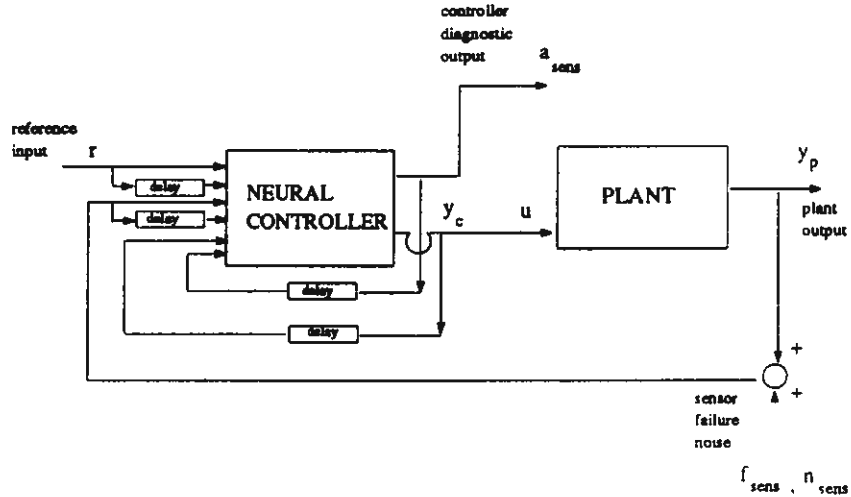 controller
diagnostic
output
a sens
reference
input
r
delay
delay
NEURAL
CONTROLLER
y c
u
PLANT
y p
plant
output
delay
delay
+
+
sensor
failure
noise
f sens , n sens